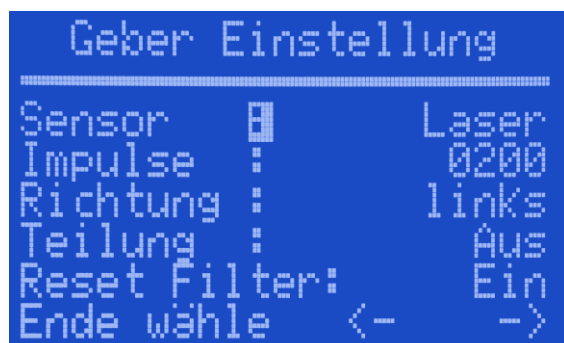 Geber Einstellung
Sensor : Laser
Impulse : 0200
Richtung : links
Teilung : Aus
Reset Filter: Ein
Ende wähle <- ->